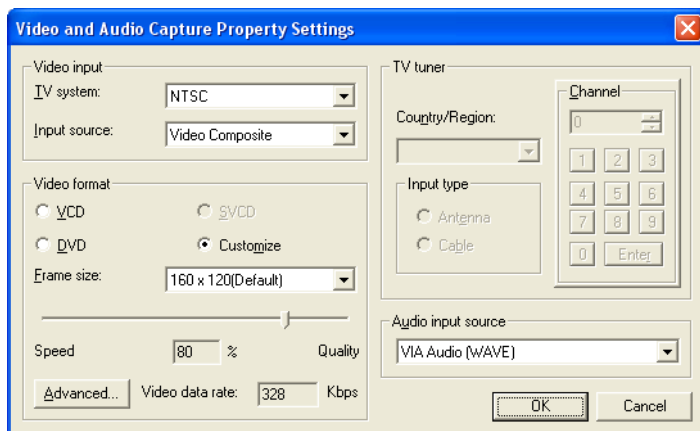 Video and Audio Capture Property Settings
Video input
TV system:
NTSC
Input source:
Video Composite
Video format
VCD
SVCD
DVD
Customize
Frame size:
160 x 120(Default)
Speed
80
%
Quality
Advanced...
Video data rate:
328
Kbps
TV tuner
Country/Region:
Input type
Antenna
Cable
Channel
0
1 2 3
4 5 6
7 8 9
0 Enter
Audio input source
VIA Audio (WAVE)
OK
Cancel